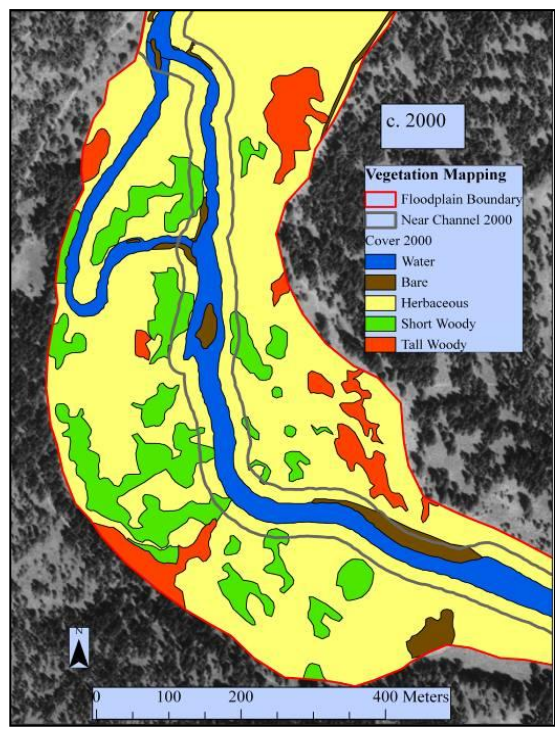 c. 2000
Vegetation Mapping
Floodplain Boundary
Near Channel 2000
Cover 2000
Water
Bare
Herbaceous
Short Woody
Tall Woody
N
0 100 200 400 Meters